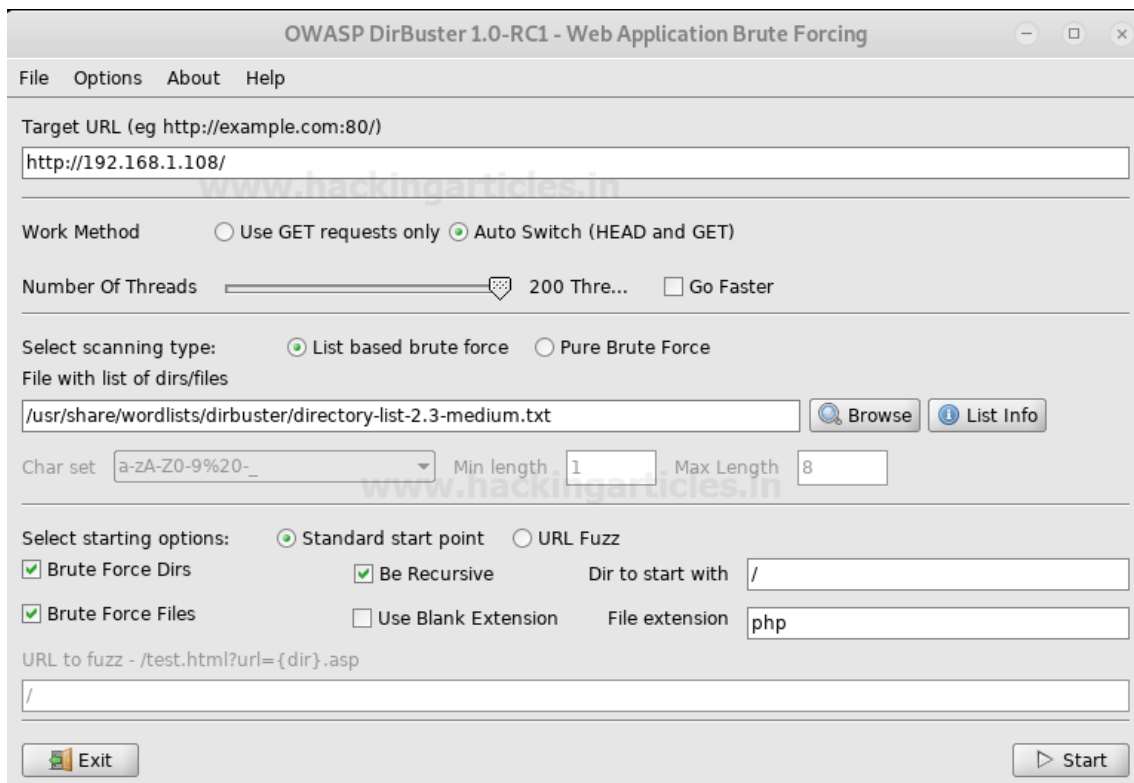 OWASP DirBuster 1.0-RC1 - Web Application Brute Forcing
File Options About Help
Target URL (eg http://example.com:80/)
http://192.168.1.108/
www.hackingarticles.in
Work Method Use GET requests only Auto Switch (HEAD and GET)
Number Of Threads 200 Thre... Go Faster
Select scanning type: List based brute force Pure Brute Force
File with list of dirs/files
/usr/share/wordlists/dirbuster/directory-list-2.3-medium.txt Browse List Info
Char set a-zA-Z0-9%20-_ Min length 1 Max Length 8
www.hackingarticles.in
Select starting options: Standard start point URL Fuzz
Brute Force Dirs Be Recursive Dir to start with /
Brute Force Files Use Blank Extension File extension php
URL to fuzz - /test.html?url={dir}.asp
/
Exit Start